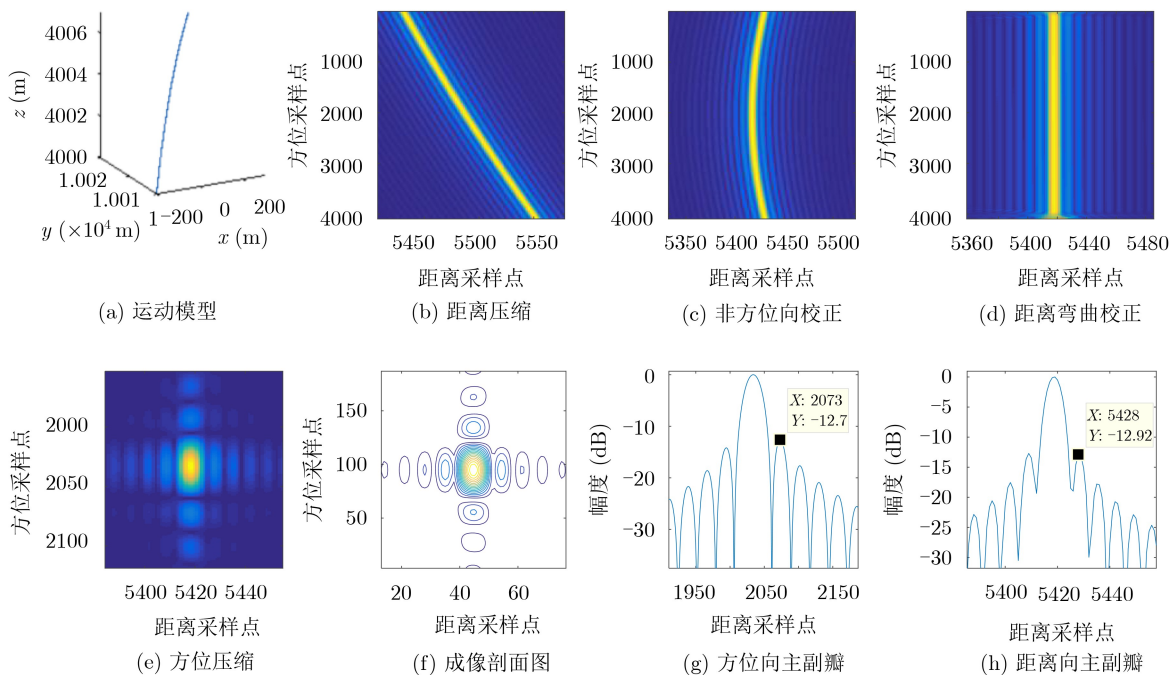 4006
4004
4002
4000
z (m)
1.002
1.001
1
−200
0
200
y (×10⁴ m)
x (m)
(a) 运动模型
方位采样点
1000
2000
3000
4000
5450
5500
5550
距离采样点
(b) 距离压缩
方位采样点
1000
2000
3000
4000
5350
5400
5450
5500
距离采样点
(c) 非方位向校正
方位采样点
1000
2000
3000
4000
5360
5400
5440
5480
距离采样点
(d) 距离弯曲校正
方位采样点
2000
2050
2100
5400
5420
5440
距离采样点
(e) 方位压缩
方位采样点
150
100
50
20
40
60
距离采样点
(f) 成像剖面图
幅度 (dB)
0
−10
−20
−30
X: 2073
Y: −12.7
1950
2050
2150
距离采样点
(g) 方位向主副瓣
幅度 (dB)
0
−5
−10
−15
−20
−25
−30
X: 5428
Y: −12.92
5400
5420
5440
距离采样点
(h) 距离向主副瓣